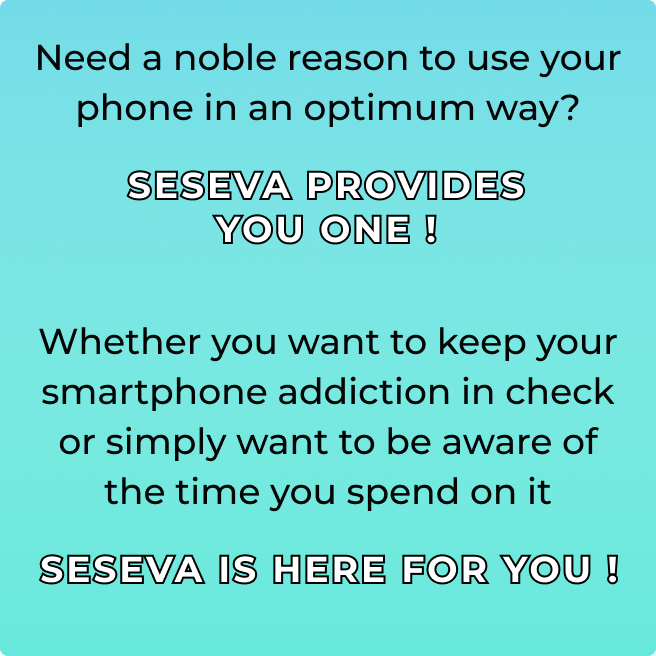 Need a noble reason to use your
phone in an optimum way?
SESEVA PROVIDES
YOU ONE !
Whether you want to keep your
smartphone addiction in check
or simply want to be aware of
the time you spend on it
SESEVA IS HERE FOR YOU !